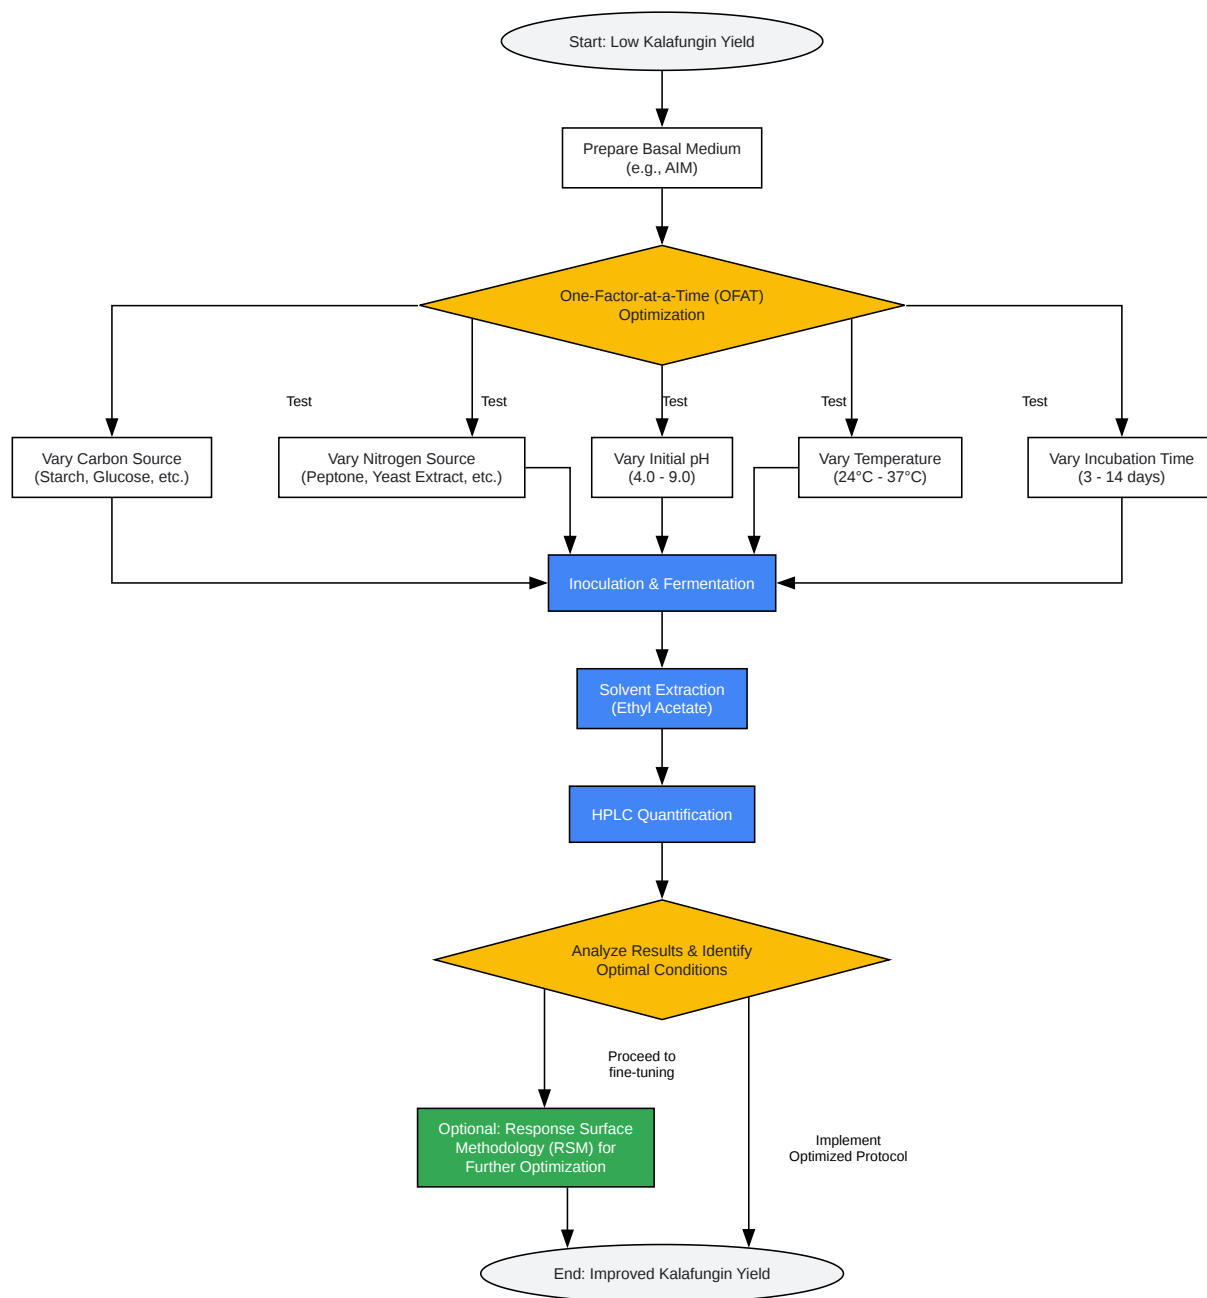 Start: Low Kalafungin Yield
Prepare Basal Medium
(e.g., AIM)
One-Factor-at-a-Time (OFAT)
Optimization
Test
Test
Test
Test
Test
Vary Carbon Source
(Starch, Glucose, etc.)
Vary Nitrogen Source
(Peptone, Yeast Extract, etc.)
Vary Initial pH
(4.0 - 9.0)
Vary Temperature
(24°C - 37°C)
Vary Incubation Time
(3 - 14 days)
Inoculation & Fermentation
Solvent Extraction
(Ethyl Acetate)
HPLC Quantification
Analyze Results & Identify
Optimal Conditions
Proceed to
fine-tuning
Optional: Response Surface
Methodology (RSM) for
Further Optimization
Implement
Optimized Protocol
End: Improved Kalafungin Yield